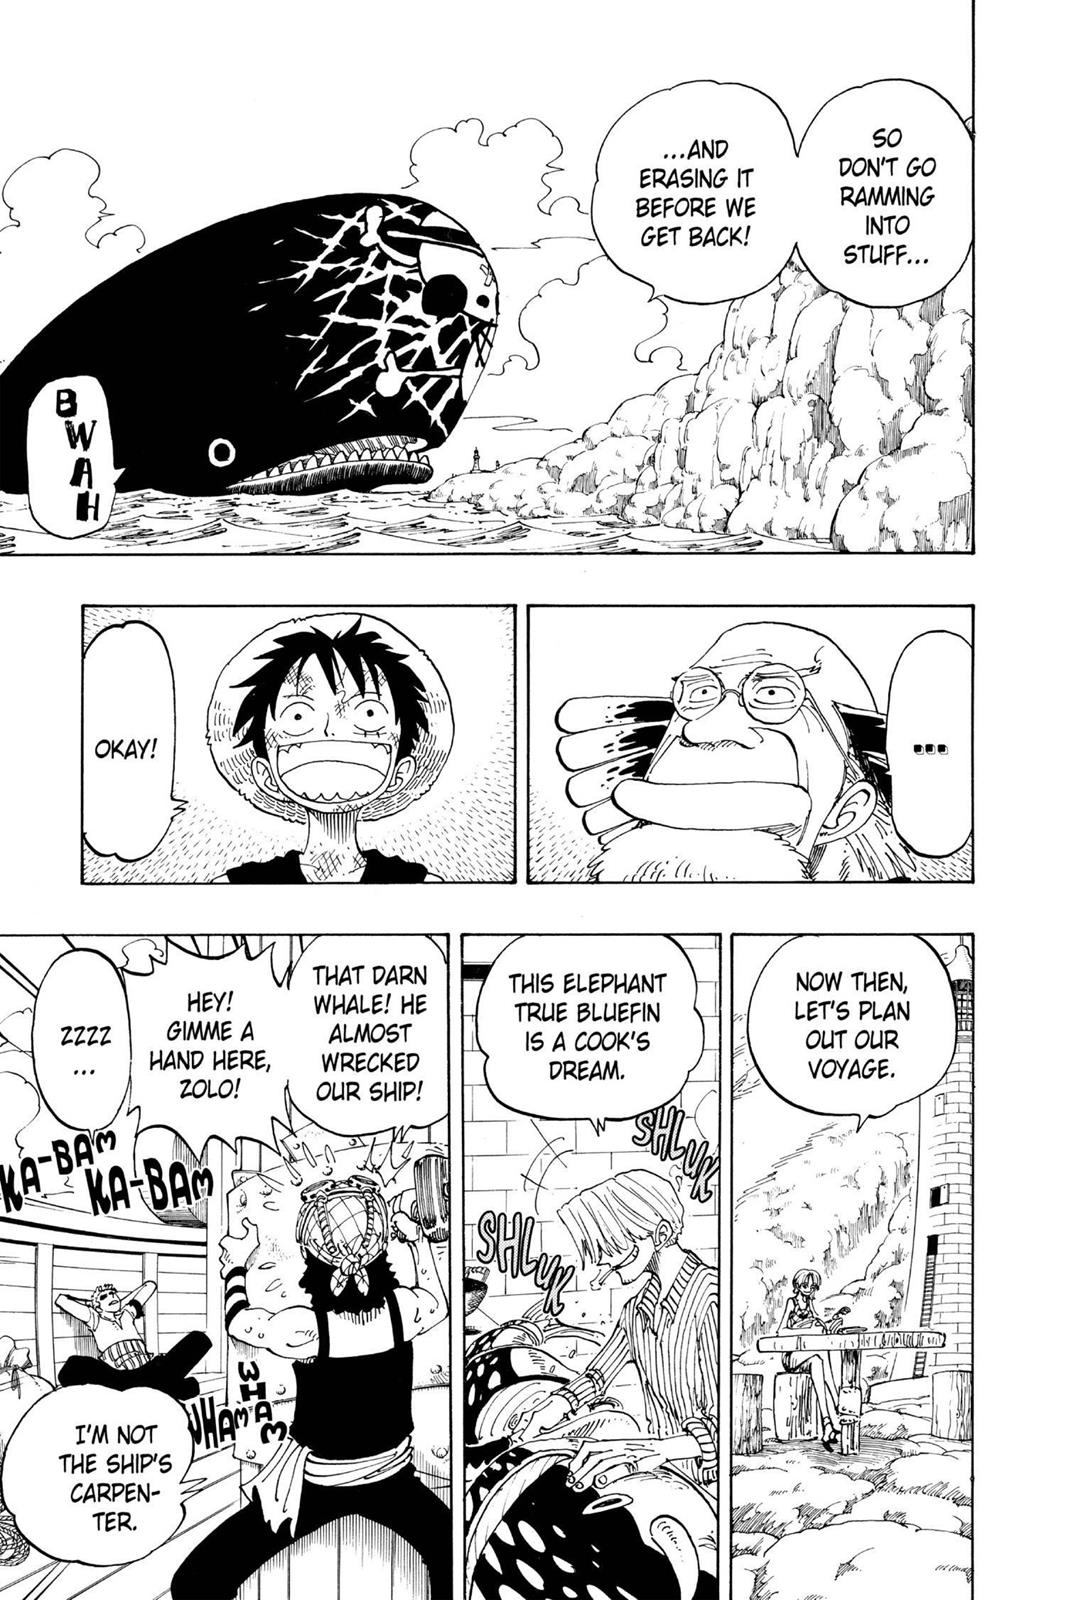 SO
DON'T GO
RAMMING
INTO
STUFF...
...AND
ERASING IT
BEFORE WE
GET BACK!
BWAH
...
OKAY!
NOW THEN,
LET'S PLAN
OUT OUR
VOYAGE.
THIS ELEPHANT
TRUE BLUEFIN
IS A COOK'S
DREAM.
SHLUK
SHLUK
THAT DARN
WHALE! HE
ALMOST
WRECKED
OUR SHIP!
HEY!
GIMME A
HAND HERE,
ZOLO!
ZZZZ
...
KA-BAM
KA-BAM
WHAM
WHAM
I'M NOT
THE SHIP'S
CARPEN-
TER.